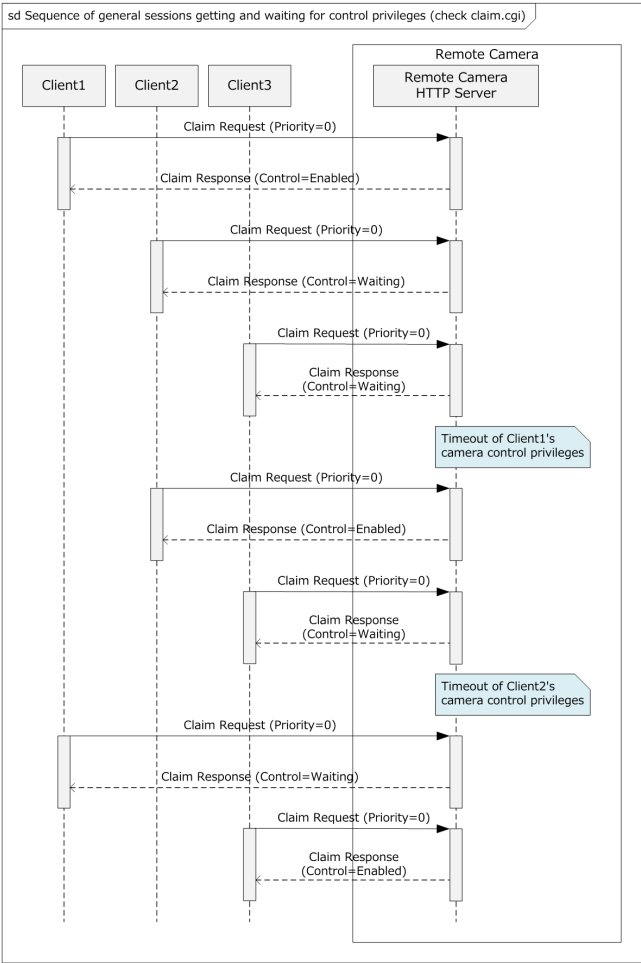 sd Sequence of general sessions getting and waiting for control privileges (check claim.cgi)
Remote Camera
Client1
Client2
Client3
Remote Camera
HTTP Server
Claim Request (Priority=0)
Claim Response (Control=Enabled)
Claim Request (Priority=0)
Claim Response (Control=Waiting)
Claim Request (Priority=0)
Claim Response
(Control=Waiting)
Timeout of Client1's
camera control privileges
Claim Request (Priority=0)
Claim Response (Control=Enabled)
Claim Request (Priority=0)
Claim Response
(Control=Waiting)
Timeout of Client2's
camera control privileges
Claim Request (Priority=0)
Claim Response (Control=Waiting)
Claim Request (Priority=0)
Claim Response
(Control=Enabled)